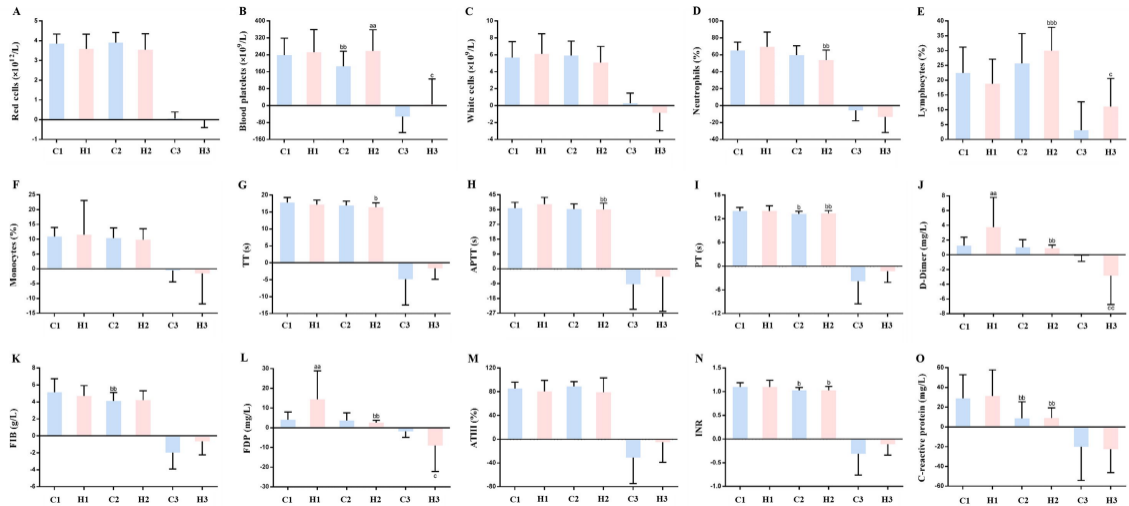 A
Red cells (×10¹²/L)
5
4
3
2
1
0
-1
C1 H1 C2 H2 C3 H3
B
Blood platelets (×10⁹/L)
400
320
240
160
80
0
-80
-160
bb
aa
c
C1 H1 C2 H2 C3 H3
C
White cells (×10⁹/L)
10
8
6
4
2
0
-2
-4
C1 H1 C2 H2 C3 H3
D
Neutrophils (%)
100
80
60
40
20
0
-20
-40
bb
C1 H1 C2 H2 C3 H3
E
Lymphocytes (%)
40
35
30
25
20
15
10
5
0
bbb
c
C1 H1 C2 H2 C3 H3
F
Monocytes (%)
25
20
15
10
5
0
-5
-10
-15
C1 H1 C2 H2 C3 H3
G
TT (s)
20
15
10
5
0
-5
-10
-15
b
C1 H1 C2 H2 C3 H3
H
APTT (s)
45
36
27
18
9
0
-9
-18
-27
bb
C1 H1 C2 H2 C3 H3
I
PT (s)
18
12
6
0
-6
-12
b
bb
C1 H1 C2 H2 C3 H3
J
D-Dimer (mg/L)
8
6
4
2
0
-2
-4
-6
-8
aa
bb
cc
C1 H1 C2 H2 C3 H3
K
FIB (g/L)
8
6
4
2
0
-2
-4
-6
bb
C1 H1 C2 H2 C3 H3
L
FDP (mg/L)
30
20
10
0
-10
-20
-30
aa
bb
c
C1 H1 C2 H2 C3 H3
M
ATIII (%)
120
80
40
0
-40
-80
C1 H1 C2 H2 C3 H3
N
INR
1.5
1.0
0.5
0.0
-0.5
-1.0
b
b
C1 H1 C2 H2 C3 H3
O
C-reactive protein (mg/L)
60
40
20
0
-20
-40
-60
bb
bb
C1 H1 C2 H2 C3 H3